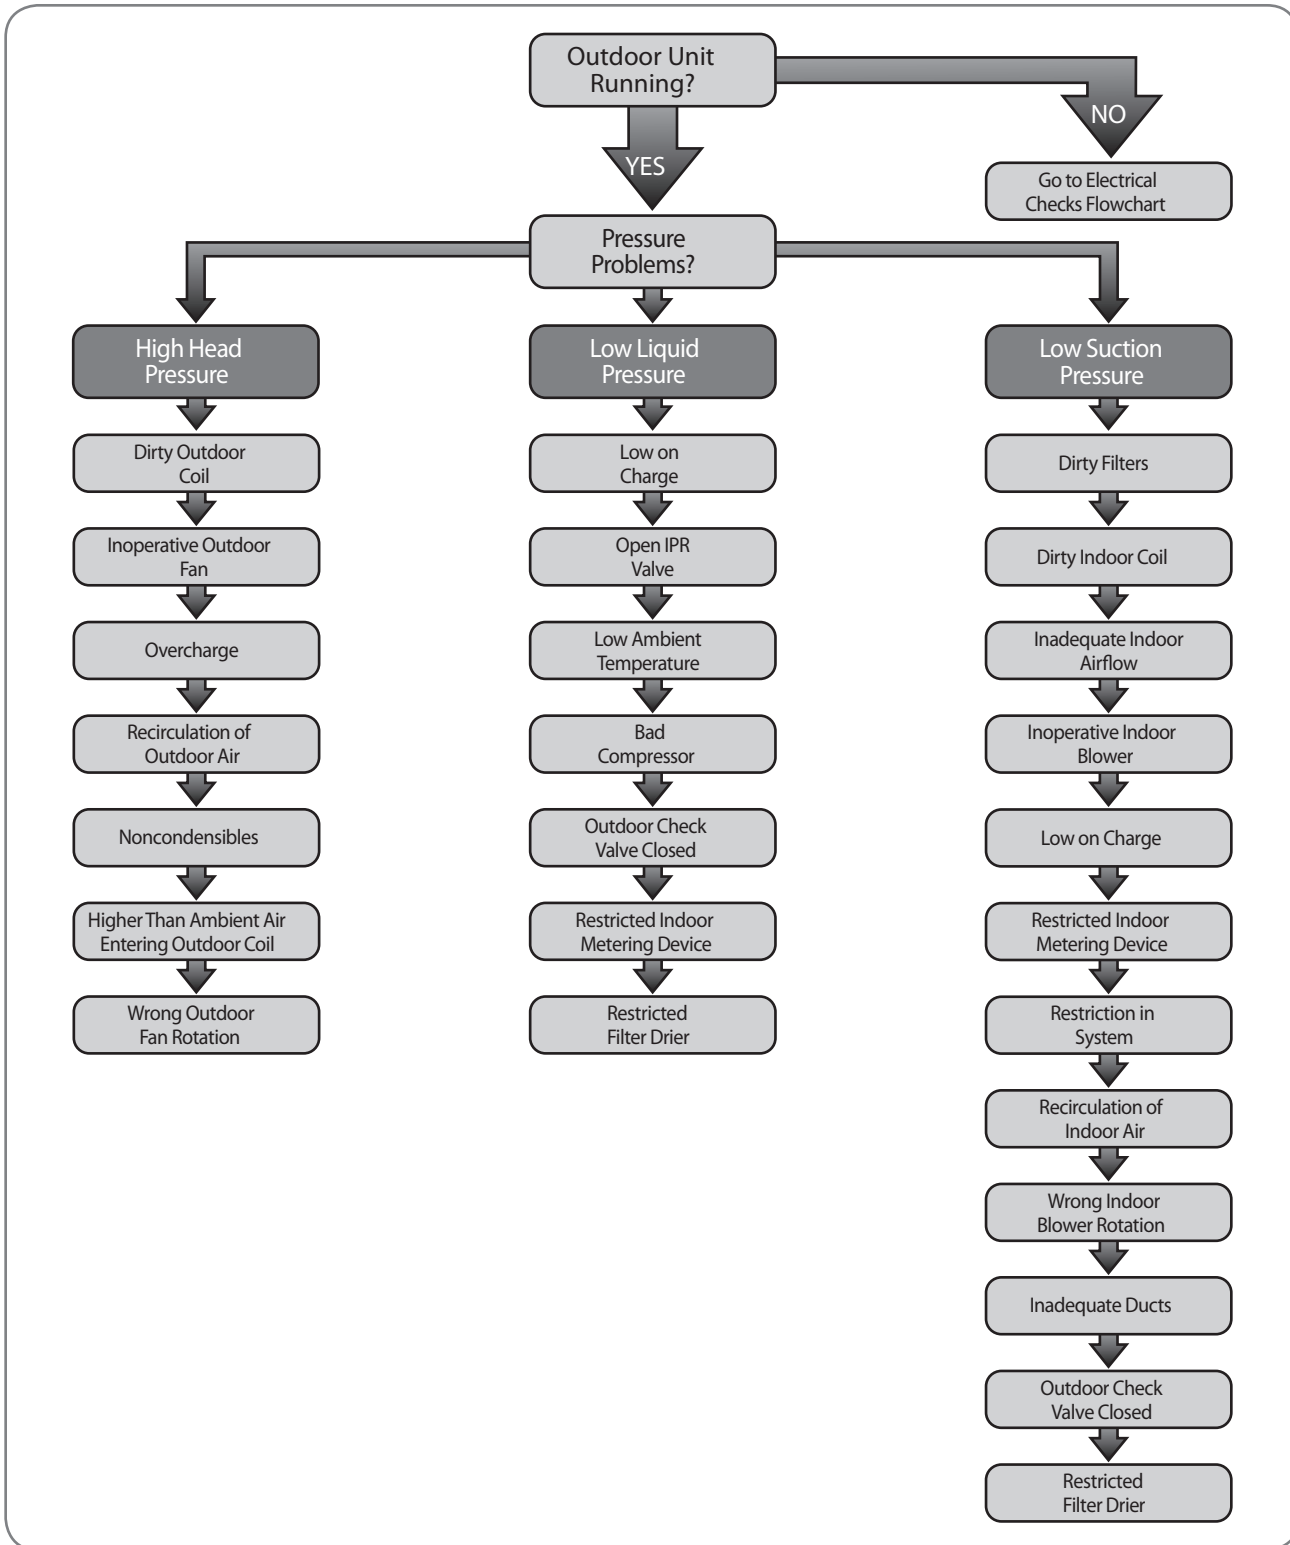 Outdoor Unit
Running?
NO
YES
Go to Electrical
Checks Flowchart
Pressure
Problems?
High Head
Pressure
Dirty Outdoor
Coil
Inoperative Outdoor
Fan
Overcharge
Recirculation of
Outdoor Air
Noncondensibles
Higher Than Ambient Air
Entering Outdoor Coil
Wrong Outdoor
Fan Rotation
Low Liquid
Pressure
Low on
Charge
Open IPR
Valve
Low Ambient
Temperature
Bad
Compressor
Outdoor Check
Valve Closed
Restricted Indoor
Metering Device
Restricted
Filter Drier
Low Suction
Pressure
Dirty Filters
Dirty Indoor Coil
Inadequate Indoor
Airflow
Inoperative Indoor
Blower
Low on Charge
Restricted Indoor
Metering Device
Restriction in
System
Recirculation of
Indoor Air
Wrong Indoor
Blower Rotation
Inadequate Ducts
Outdoor Check
Valve Closed
Restricted
Filter Drier